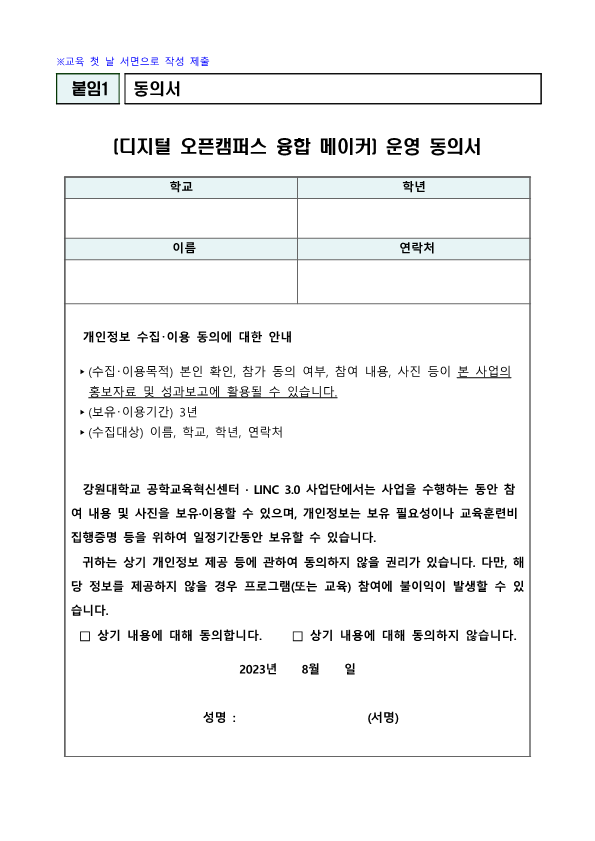 ※교육 첫 날 서면으로 작성 제출
붙임1 동의서
[디지털 오픈캠퍼스 융합 메이커] 운영 동의서
학교 학년
이름 연락처
개인정보 수집·이용 동의에 대한 안내
▸(수집·이용목적) 본인 확인, 참가 동의 여부, 참여 내용, 사진 등이 본 사업의
홍보자료 및 성과보고에 활용될 수 있습니다.
▸(보유·이용기간) 3년
▸(수집대상) 이름, 학교, 학년, 연락처
강원대학교 공학교육혁신센터 · LINC 3.0 사업단에서는 사업을 수행하는 동안 참
여 내용 및 사진을 보유·이용할 수 있으며, 개인정보는 보유 필요성이나 교육훈련비
집행증명 등을 위하여 일정기간동안 보유할 수 있습니다.
귀하는 상기 개인정보 제공 등에 관하여 동의하지 않을 권리가 있습니다. 다만, 해
당 정보를 제공하지 않을 경우 프로그램(또는 교육) 참여에 불이익이 발생할 수 있
습니다.
□ 상기 내용에 대해 동의합니다. □ 상기 내용에 대해 동의하지 않습니다.
2023년 8월 일
성명 : (서명)